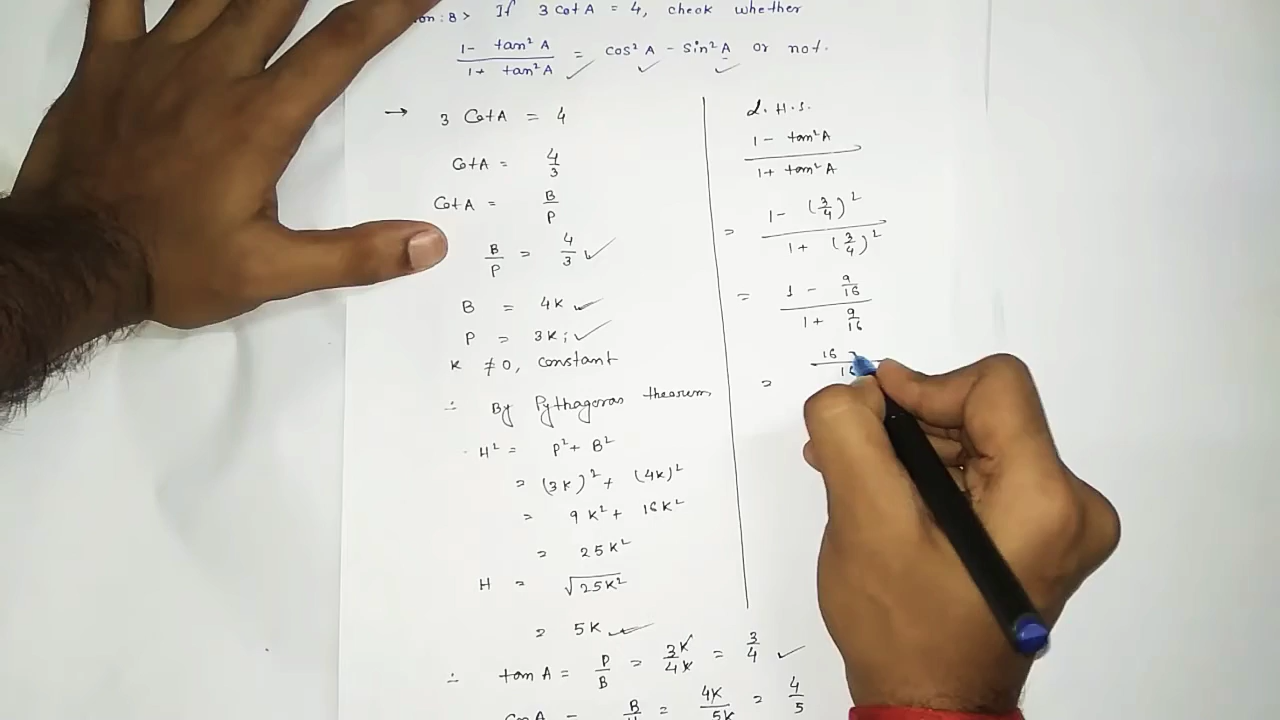 on: 8 > If 3 cot A = 4, check whether
1 - tan² A / 1 + tan² A = cos² A - sin² A or not.
→ 3 Cot A = 4
Cot A = 4/3
Cot A = B/P
B/P = 4/3 ✓
B = 4k ✓
P = 3k; ✓
K ≠ 0, constant
∴ By Pythagoras theorem
H² = P² + B²
= (3k)² + (4k)²
= 9k² + 16k²
= 25k²
H = √25k²
= 5k
∴ tan A = P/B = 3k/4k = 3/4 ✓
A = B/ = 4k/5k = 4/5
L.H.S.
1 - tan² A / 1 + tan² A
= 1 - (3/4)² / 1 + (3/4)²
= 1 - 9/16 / 1 + 9/16
= 16